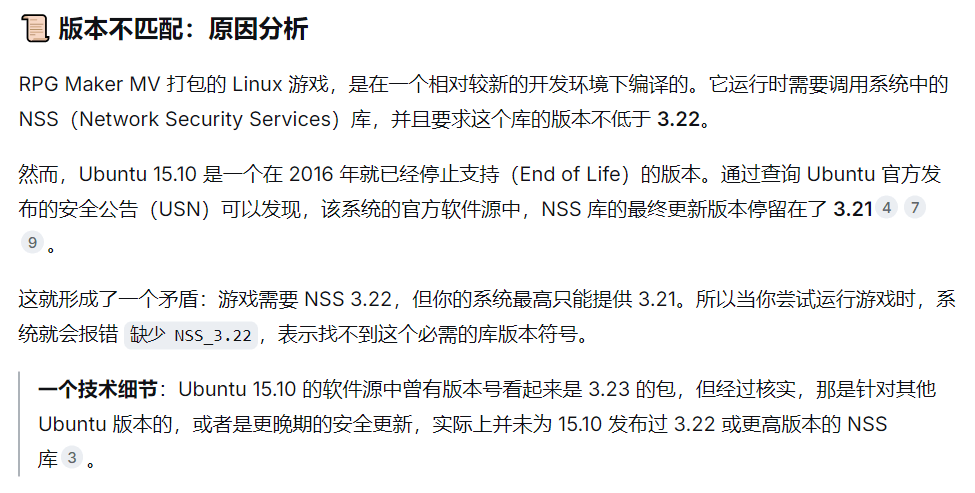 📜 版本不匹配：原因分析
RPG Maker MV 打包的 Linux 游戏，是在一个相对较新的开发环境下编译的。它运行时需要调用系统中的
NSS（Network Security Services）库，并且要求这个库的版本不低于 3.22。
然而，Ubuntu 15.10 是一个在 2016 年就已经停止支持（End of Life）的版本。通过查询 Ubuntu 官方发
布的安全公告（USN）可以发现，该系统的官方软件源中，NSS 库的最终更新版本停留在了 3.21 4 7
9 。
这就形成了一个矛盾：游戏需要 NSS 3.22，但你的系统最高只能提供 3.21。所以当你尝试运行游戏时，系
统就会报错 缺少 NSS_3.22 ，表示找不到这个必需的库版本符号。
一个技术细节：Ubuntu 15.10 的软件源中曾有版本号看起来是 3.23 的包，但经过核实，那是针对其他
Ubuntu 版本的，或者是更晚期的安全更新，实际上并未为 15.10 发布过 3.22 或更高版本的 NSS
库 3 。